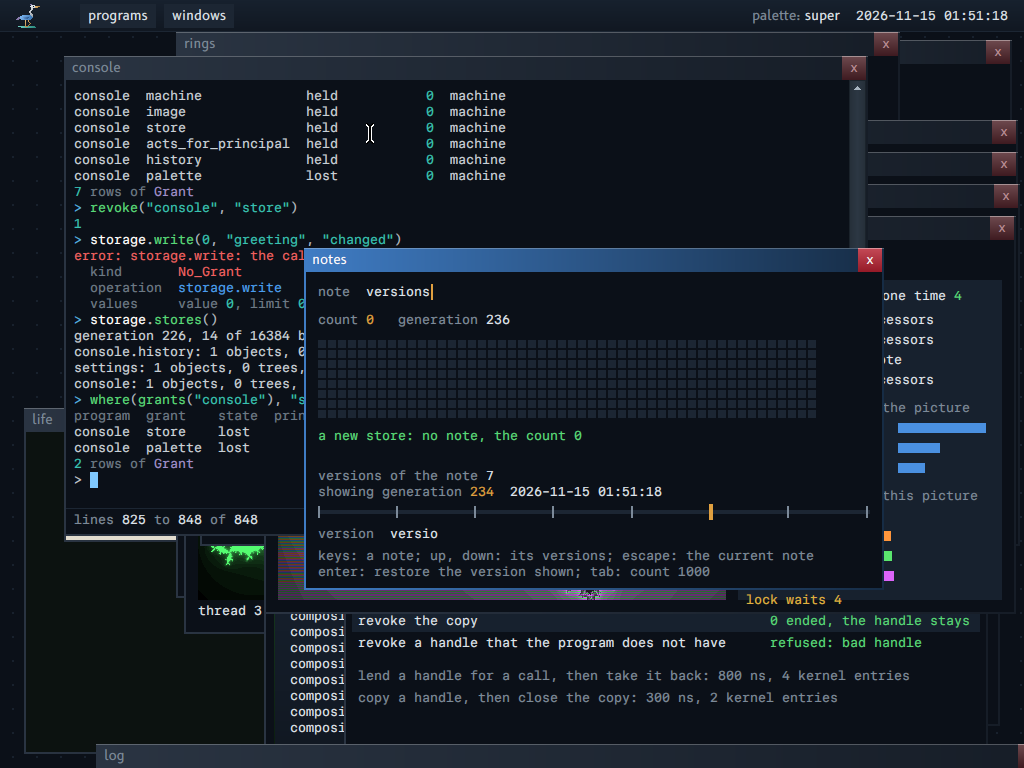 programs windows palette: super 2026-11-15 01:51:18
rings x
x
console x
console machine held 0 machine
console image held 0 machine
console store held 0 machine
console acts_for_principal held 0 machine
console history held 0 machine
console palette lost 0 machine
7 rows of Grant
> revoke("console", "store")
1
> storage.write(0, "greeting", "changed")
error: storage.write: the cal
kind No_Grant
operation storage.write
values value 0, limit 0
> storage.stores()
generation 226, 14 of 16384 b
console.history: 1 objects, 0
settings: 1 objects, 0 trees,
console: 1 objects, 0 trees,
> where(grants("console"), "s
program grant state prin
console store lost
console palette lost
2 rows of Grant
>
lines 825 to 848 of 848
x
x
x
x
notes x
note versions
count 0 generation 236
a new store: no note, the count 0
versions of the note 7
showing generation 234 2026-11-15 01:51:18
version versio
keys: a note; up, down: its versions; escape: the current note
enter: restore the version shown; tab: count 1000
one time 4
cessors
cessors
ote
cessors
the picture
this picture
lock waits 4
life
thread 3
composi
composi
composi
composi
composi
composi
composi
composi
revoke the copy 0 ended, the handle stays
revoke a handle that the program does not have refused: bad handle
lend a handle for a call, then take it back: 800 ns, 4 kernel entries
copy a handle, then close the copy: 300 ns, 2 kernel entries
log